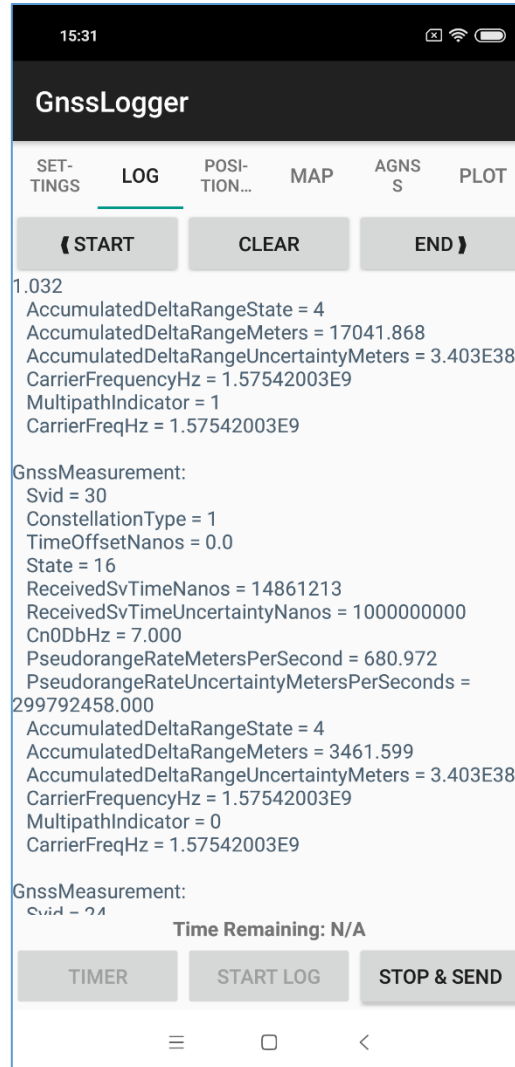 15:31
GnssLogger
SET-
TINGS
LOG
POSI-
TION...
MAP
AGNS
S
PLOT
❰ START
CLEAR
END ❱
1.032
AccumulatedDeltaRangeState = 4
AccumulatedDeltaRangeMeters = 17041.868
AccumulatedDeltaRangeUncertaintyMeters = 3.403E38
CarrierFrequencyHz = 1.57542003E9
MultipathIndicator = 1
CarrierFreqHz = 1.57542003E9
GnssMeasurement:
Svid = 30
ConstellationType = 1
TimeOffsetNanos = 0.0
State = 16
ReceivedSvTimeNanos = 14861213
ReceivedSvTimeUncertaintyNanos = 1000000000
Cn0DbHz = 7.000
PseudorangeRateMetersPerSecond = 680.972
PseudorangeRateUncertaintyMetersPerSeconds =
299792458.000
AccumulatedDeltaRangeState = 4
AccumulatedDeltaRangeMeters = 3461.599
AccumulatedDeltaRangeUncertaintyMeters = 3.403E38
CarrierFrequencyHz = 1.57542003E9
MultipathIndicator = 0
CarrierFreqHz = 1.57542003E9
GnssMeasurement:
Svid = 24
Time Remaining: N/A
TIMER
START LOG
STOP & SEND